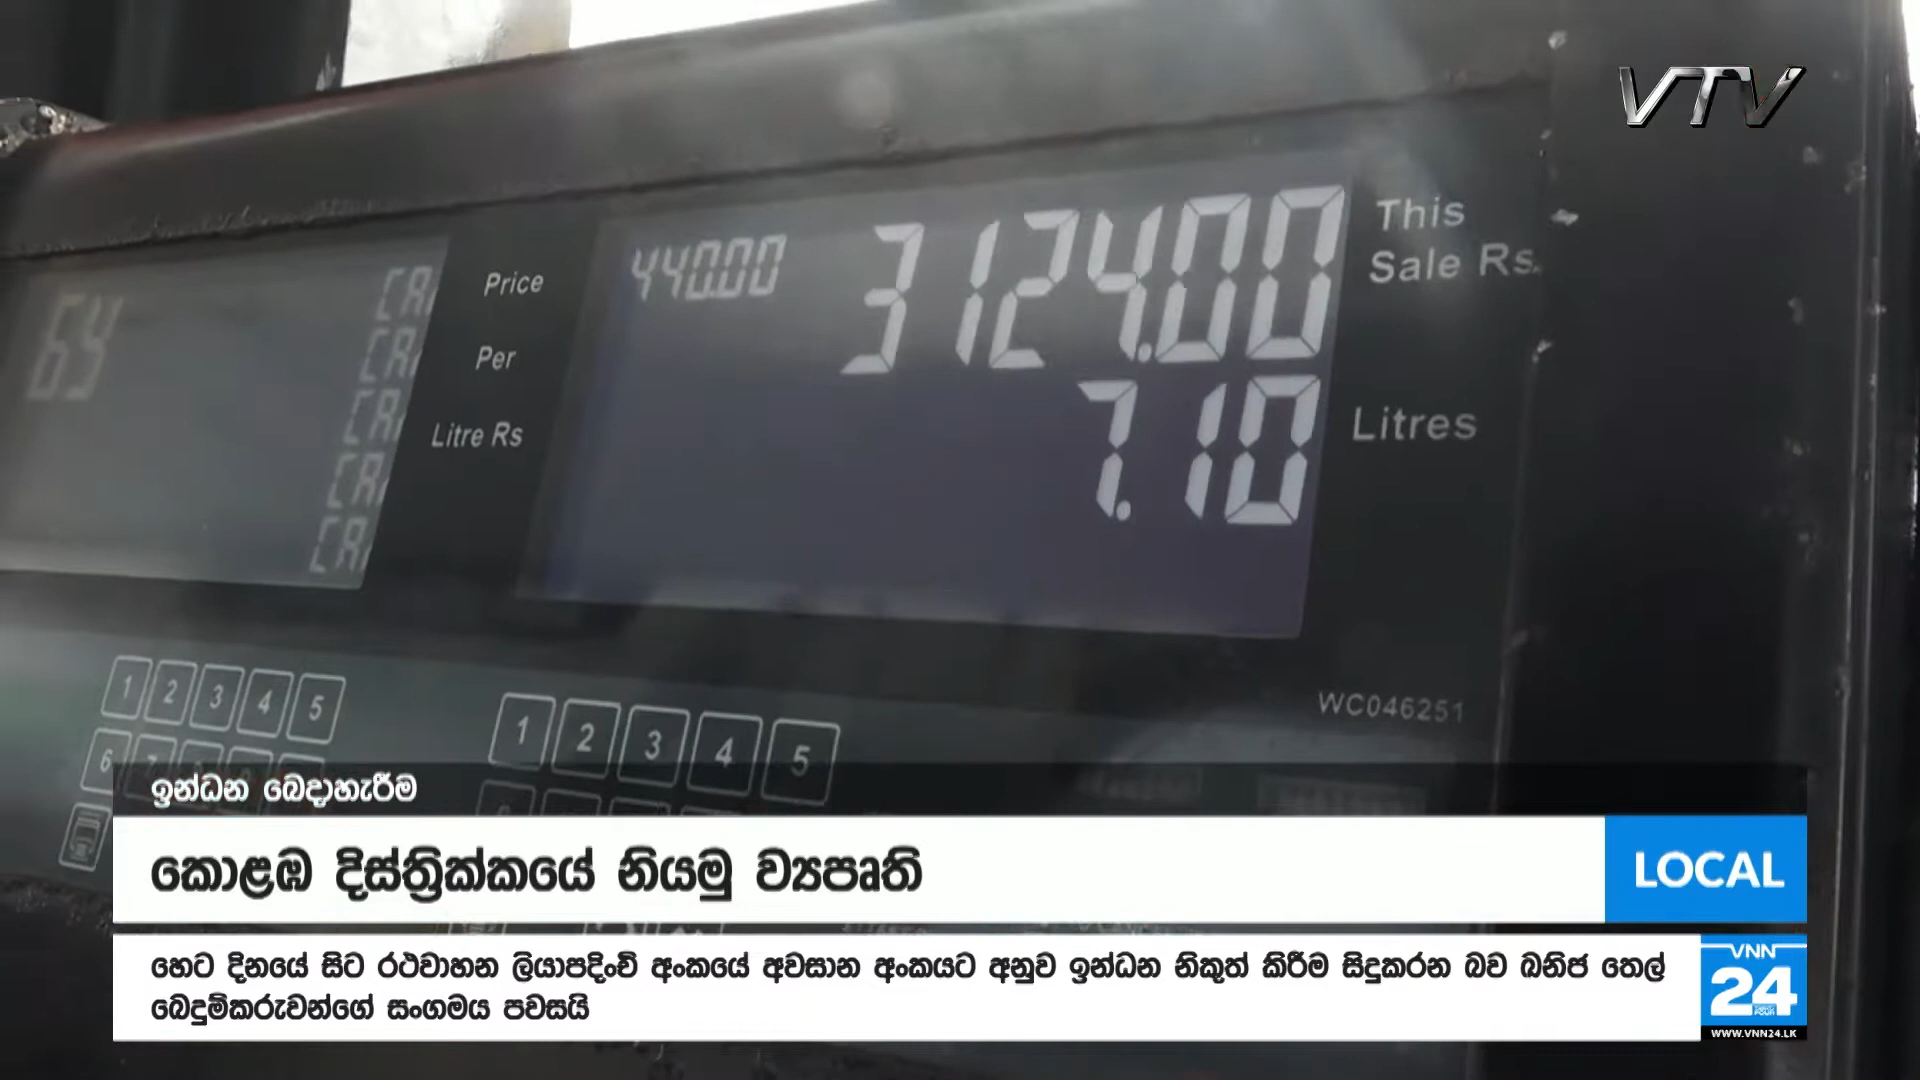 VTV
440.00
3124.00
This
Sale Rs.
Price
Per
Litre Rs
7.10
Litres
WC046251
1 2 3 4 5
1 2 3 4 5
6
ඉන්ධන බෙදාහැරීම
කොළඹ දිස්ත්‍රික්කයේ නියමු ව්‍යපෘති
LOCAL
හෙට දිනයේ සිට රථවාහන ලියාපදිංචි අංකයේ අවසාන අංකයට අනුව ඉන්ධන නිකුත් කිරීම සිදුකරන බව ඛනිජ තෙල්
බෙදුම්කරුවන්ගේ සංගමය පවසයි
VNN
24
WWW.VNN24.LK